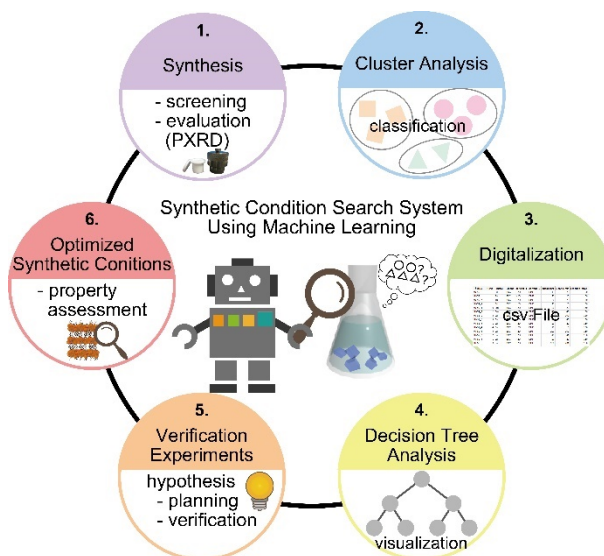 1.
Synthesis
- screening
- evaluation
(PXRD)
2.
Cluster Analysis
classification
3.
Digitalization
csv File
4.
Decision Tree
Analysis
visualization
5.
Verification
Experiments
hypothesis
- planning
- verification
6.
Optimized
Synthetic Conitions
- property
assessment
Synthetic Condition Search System
Using Machine Learning
?